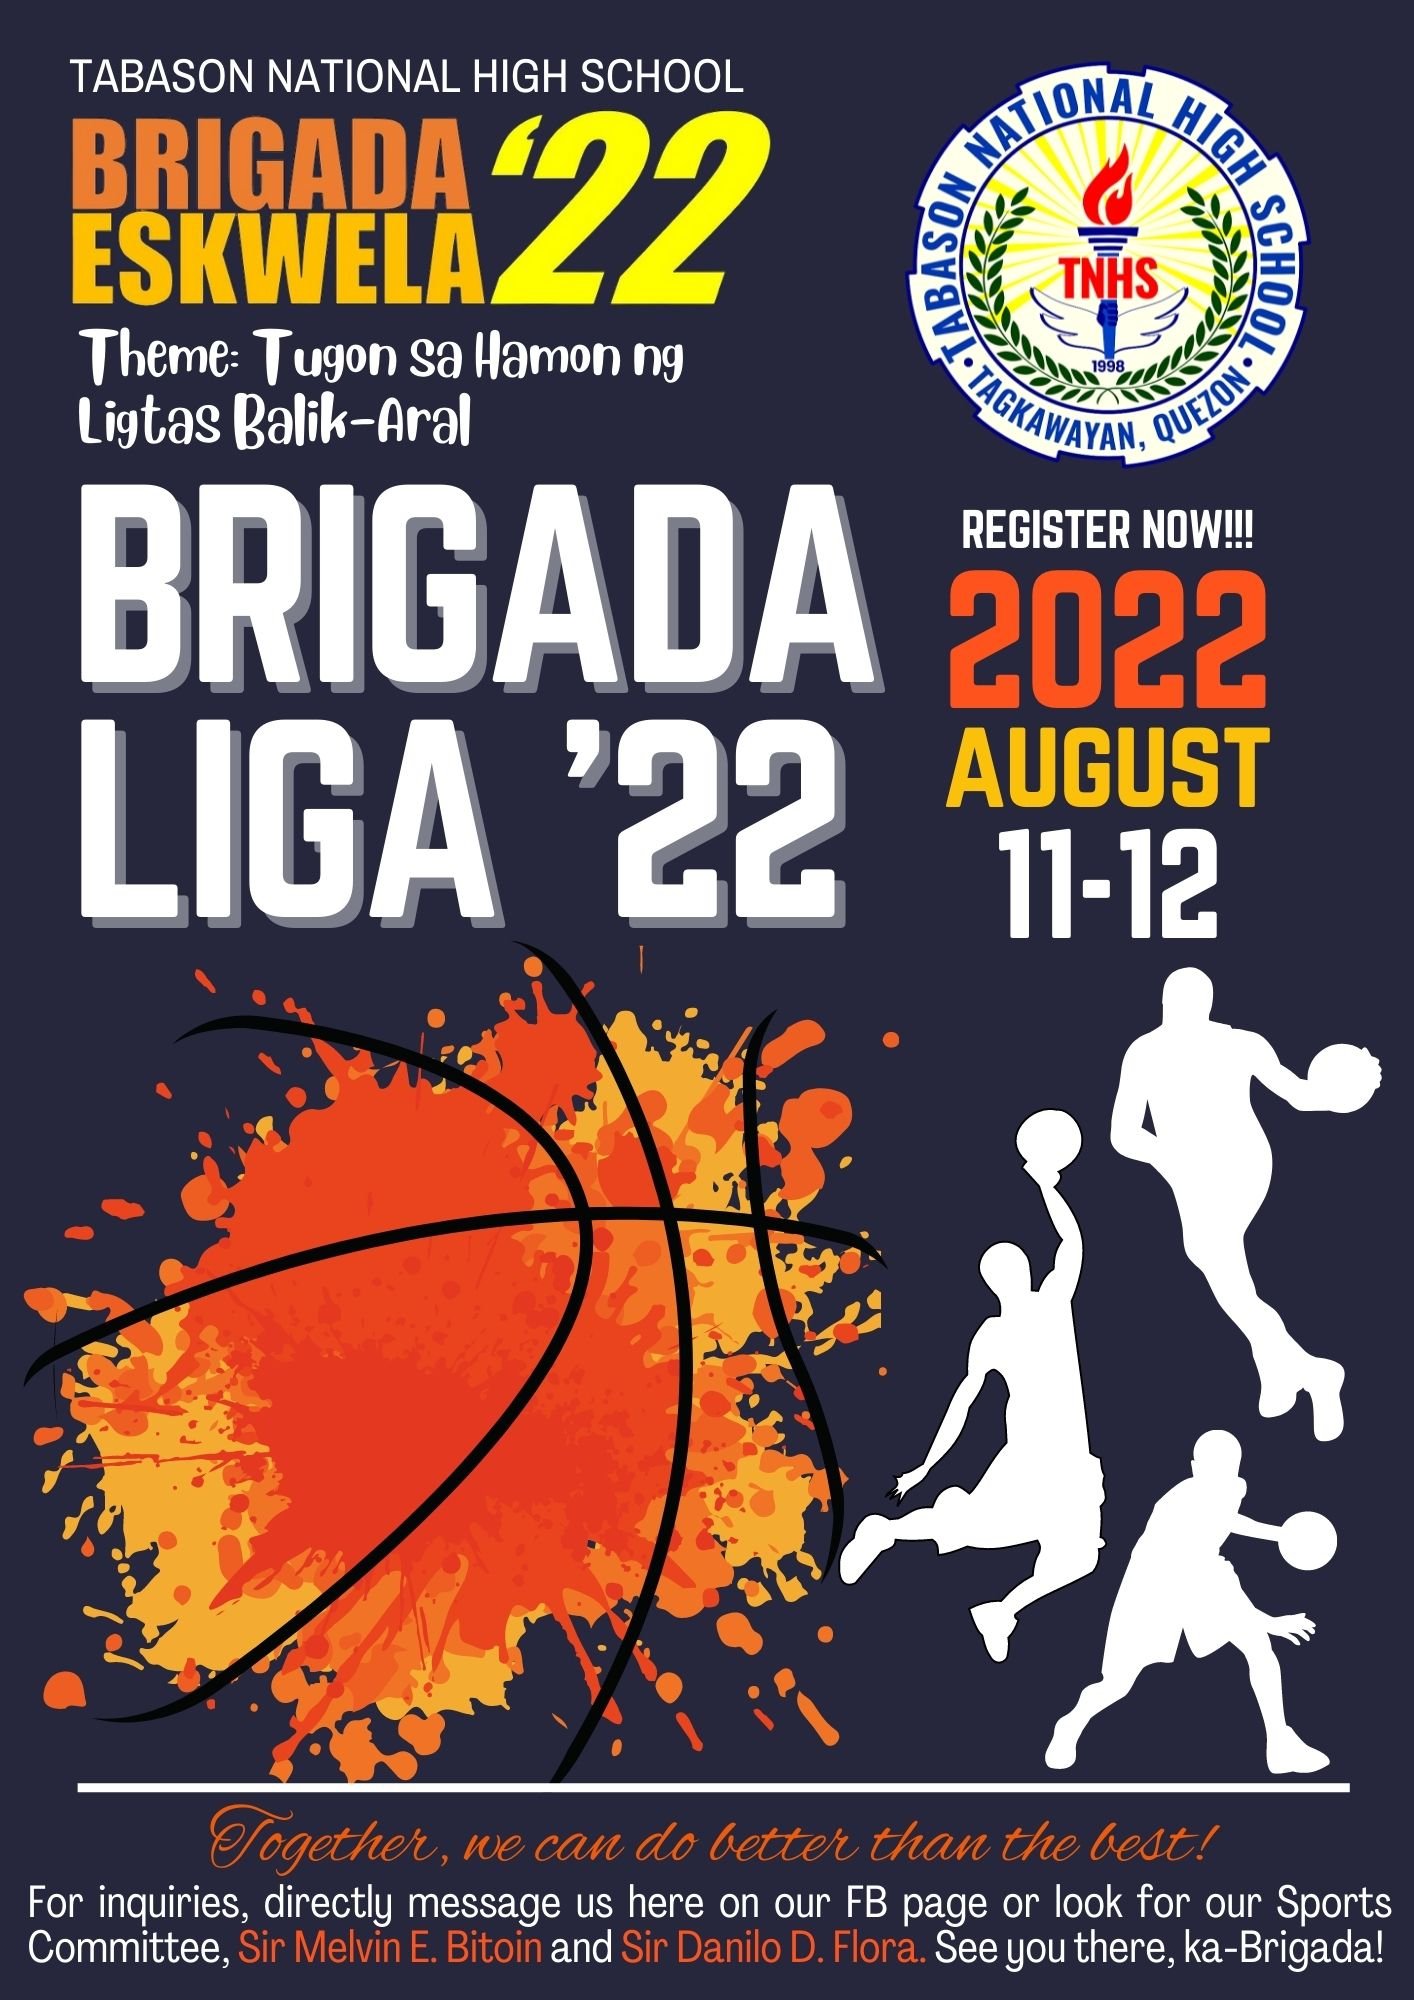 TABASON NATIONAL HIGH SCHOOL
BRIGADA
ESKWELA '22
Theme: Tugon sa Hamon ng
Ligtas Balik-Aral
TABASON NATIONAL HIGH SCHOOL
TNHS
1998
• TAGKAWAYAN, QUEZON •
BRIGADA
LIGA '22
REGISTER NOW!!!
2022
AUGUST
11-12
Together, we can do better than the best!
For inquiries, directly message us here on our FB page or look for our Sports
Committee, Sir Melvin E. Bitoin and Sir Danilo D. Flora. See you there, ka-Brigada!